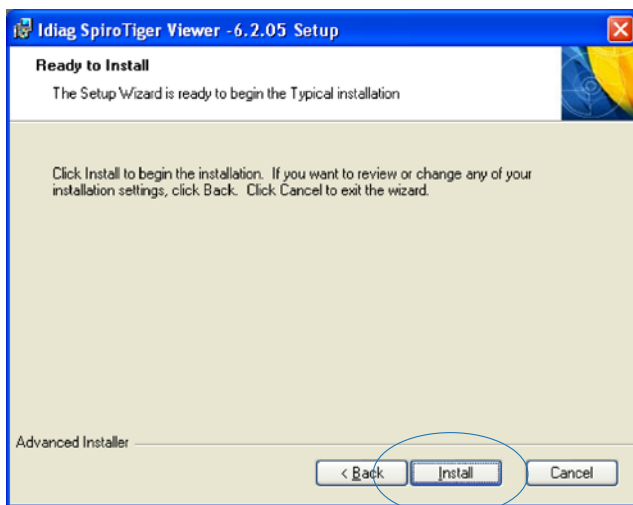 Idiag SpiroTiger Viewer -6.2.05 Setup
Ready to Install
The Setup Wizard is ready to begin the Typical installation
Click Install to begin the installation. If you want to review or change any of your
installation settings, click Back. Click Cancel to exit the wizard.
Advanced Installer
< Back Install Cancel